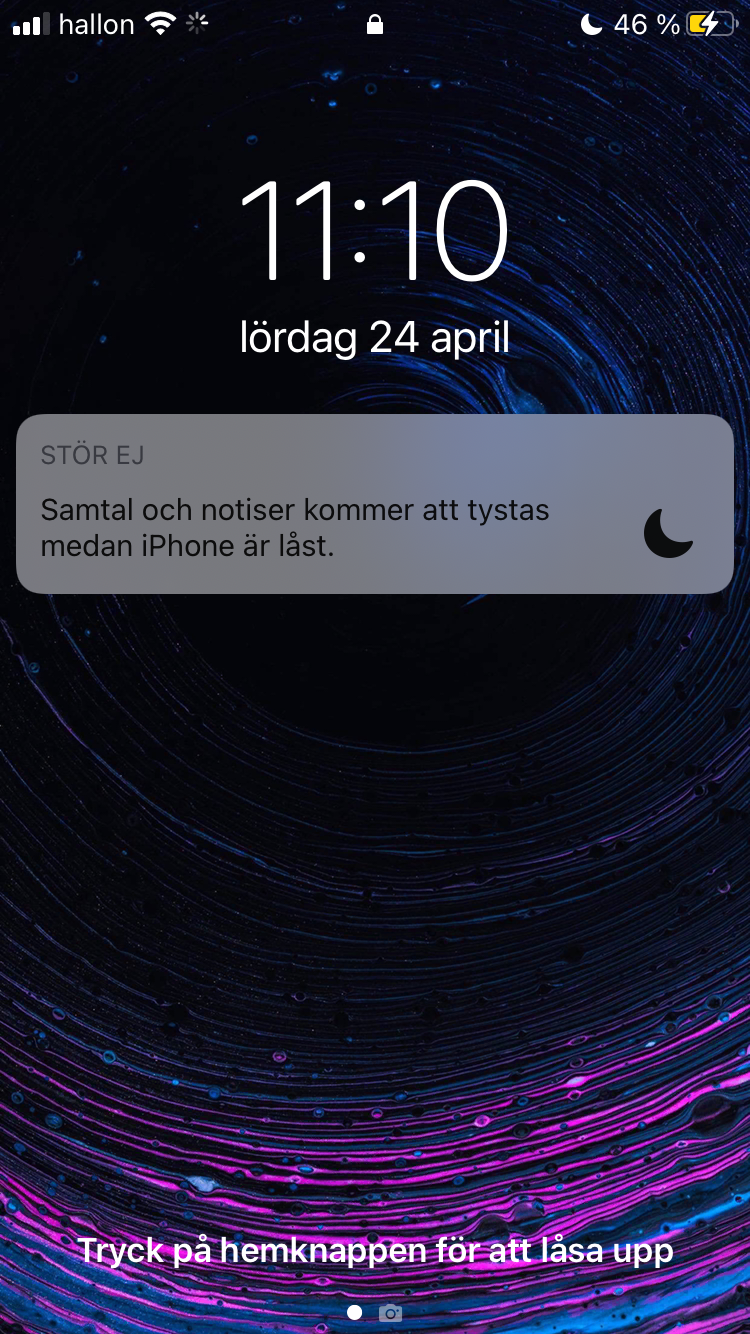 hallon 46 %
11:10
lördag 24 april
STÖR EJ
Samtal och notiser kommer att tystas
medan iPhone är låst.
Tryck på hemknappen för att låsa upp